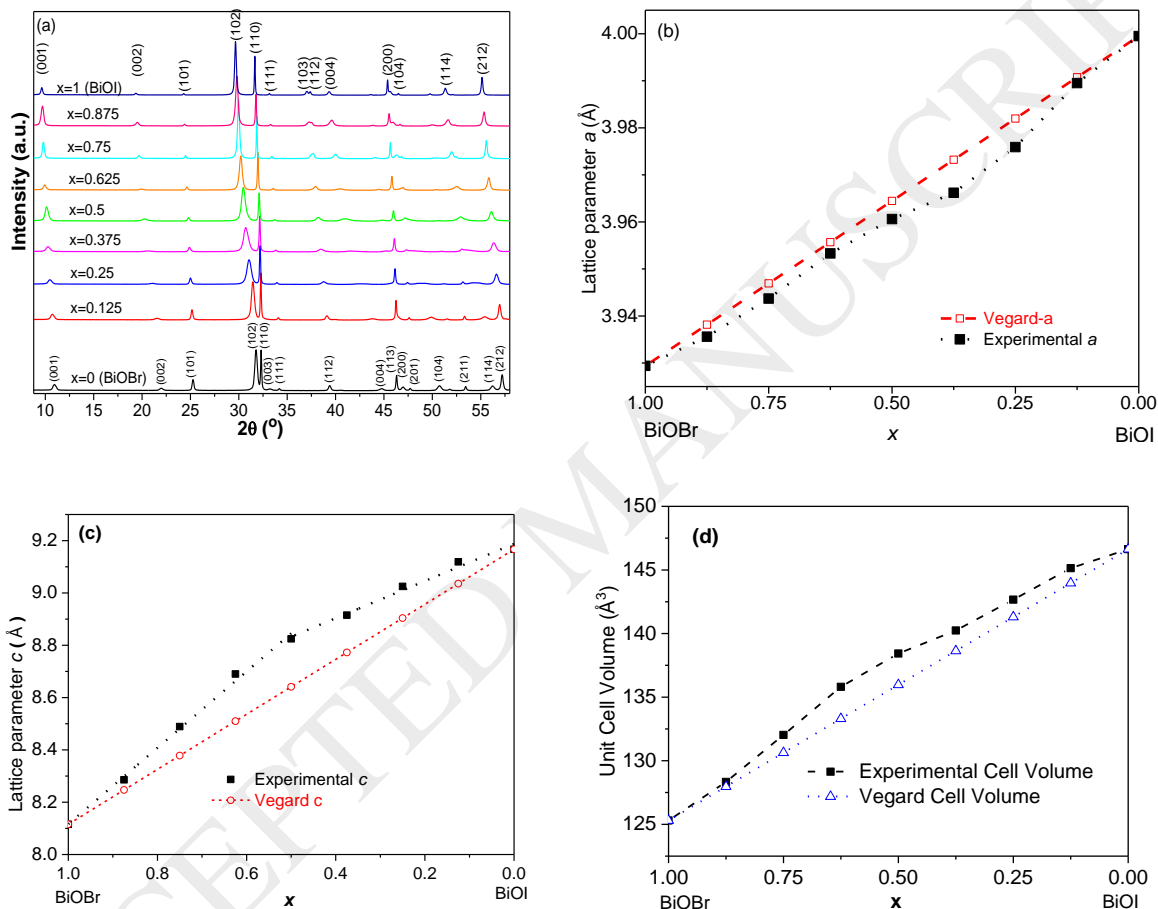 (a)
(001)
(002)
(101)
(102)
(110)
(111)
(103)
(112)
(004)
(200)
(104)
(114)
(212)
x=1 (BiOI)
x=0.875
x=0.75
x=0.625
x=0.5
x=0.375
x=0.25
x=0.125
x=0 (BiOBr)
(001)
(002)
(101)
(102)
(110)
(003)
(111)
(112)
(004)
(113)
(200)
(201)
(104)
(211)
(114)
(212)
Intensity (a.u.)
10 15 20 25 30 35 40 45 50 55
2θ (°)
(b)
Lattice parameter a (Å)
4.00
3.98
3.96
3.94
Vegard-a
Experimental a
1.00 0.75 0.50 0.25 0.00
BiOBr x BiOI
(c)
Lattice parameter c (Å)
9.2
9.0
8.8
8.6
8.4
8.2
8.0
Experimental c
Vegard c
1.0 0.8 0.6 0.4 0.2 0.0
BiOBr x BiOI
(d)
Unit Cell Volume (Å³)
150
145
140
135
130
125
Experimental Cell Volume
Vegard Cell Volume
1.00 0.75 0.50 0.25 0.00
BiOBr x BiOI
CEPTED MANUSCRIP